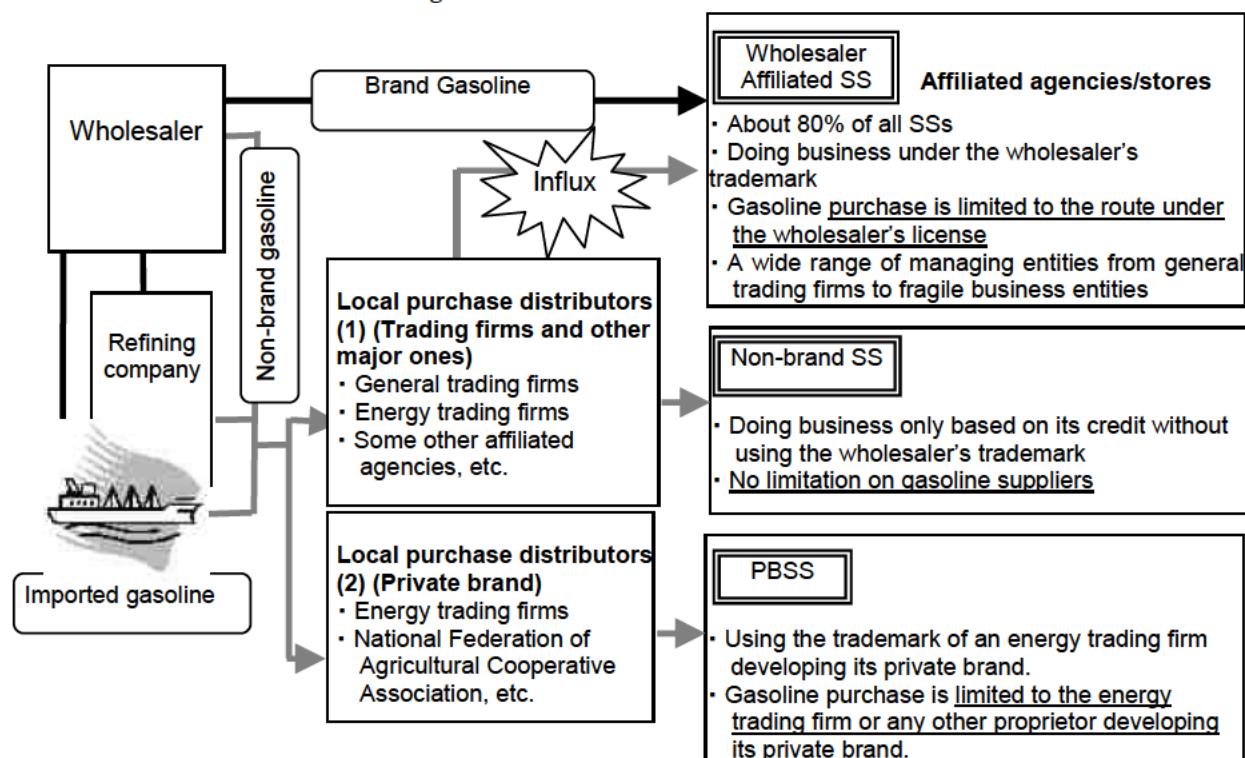 Wholesaler
Brand Gasoline
Non-brand gasoline
Refining
company
Imported gasoline
Influx
Local purchase distributors
(1) (Trading firms and other
major ones)
・General trading firms
・Energy trading firms
・Some other affiliated
agencies, etc.
Local purchase distributors
(2) (Private brand)
・Energy trading firms
・National Federation of
Agricultural Cooperative
Association, etc.
Wholesaler
Affiliated SS
Affiliated agencies/stores
・About 80% of all SSs
・Doing business under the wholesaler's
trademark
・Gasoline purchase is limited to the route under
the wholesaler's license
・A wide range of managing entities from general
trading firms to fragile business entities
Non-brand SS
・Doing business only based on its credit without
using the wholesaler's trademark
・No limitation on gasoline suppliers
PBSS
・Using the trademark of an energy trading firm
developing its private brand.
・Gasoline purchase is limited to the energy
trading firm or any other proprietor developing
its private brand.